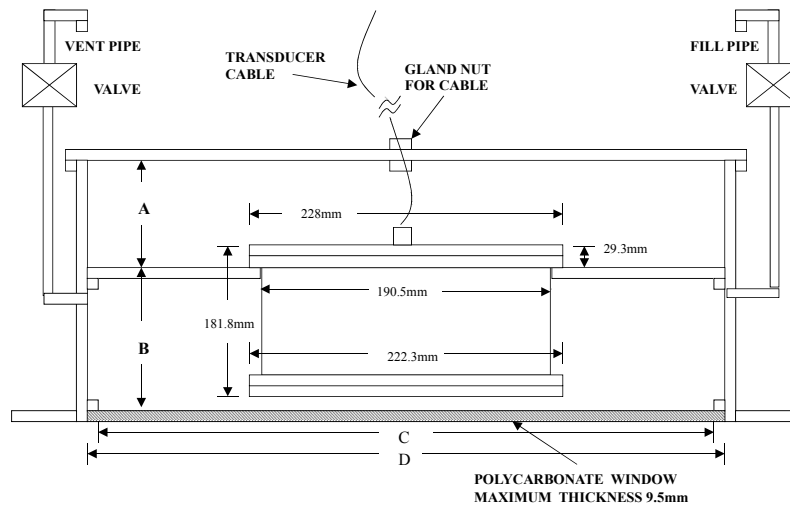 VENT PIPE
VALVE
TRANSDUCER
CABLE
GLAND NUT
FOR CABLE
FILL PIPE
VALVE
A
228mm
29.3mm
190.5mm
181.8mm
B
222.3mm
C
D
POLYCARBONATE WINDOW
MAXIMUM THICKNESS 9.5mm